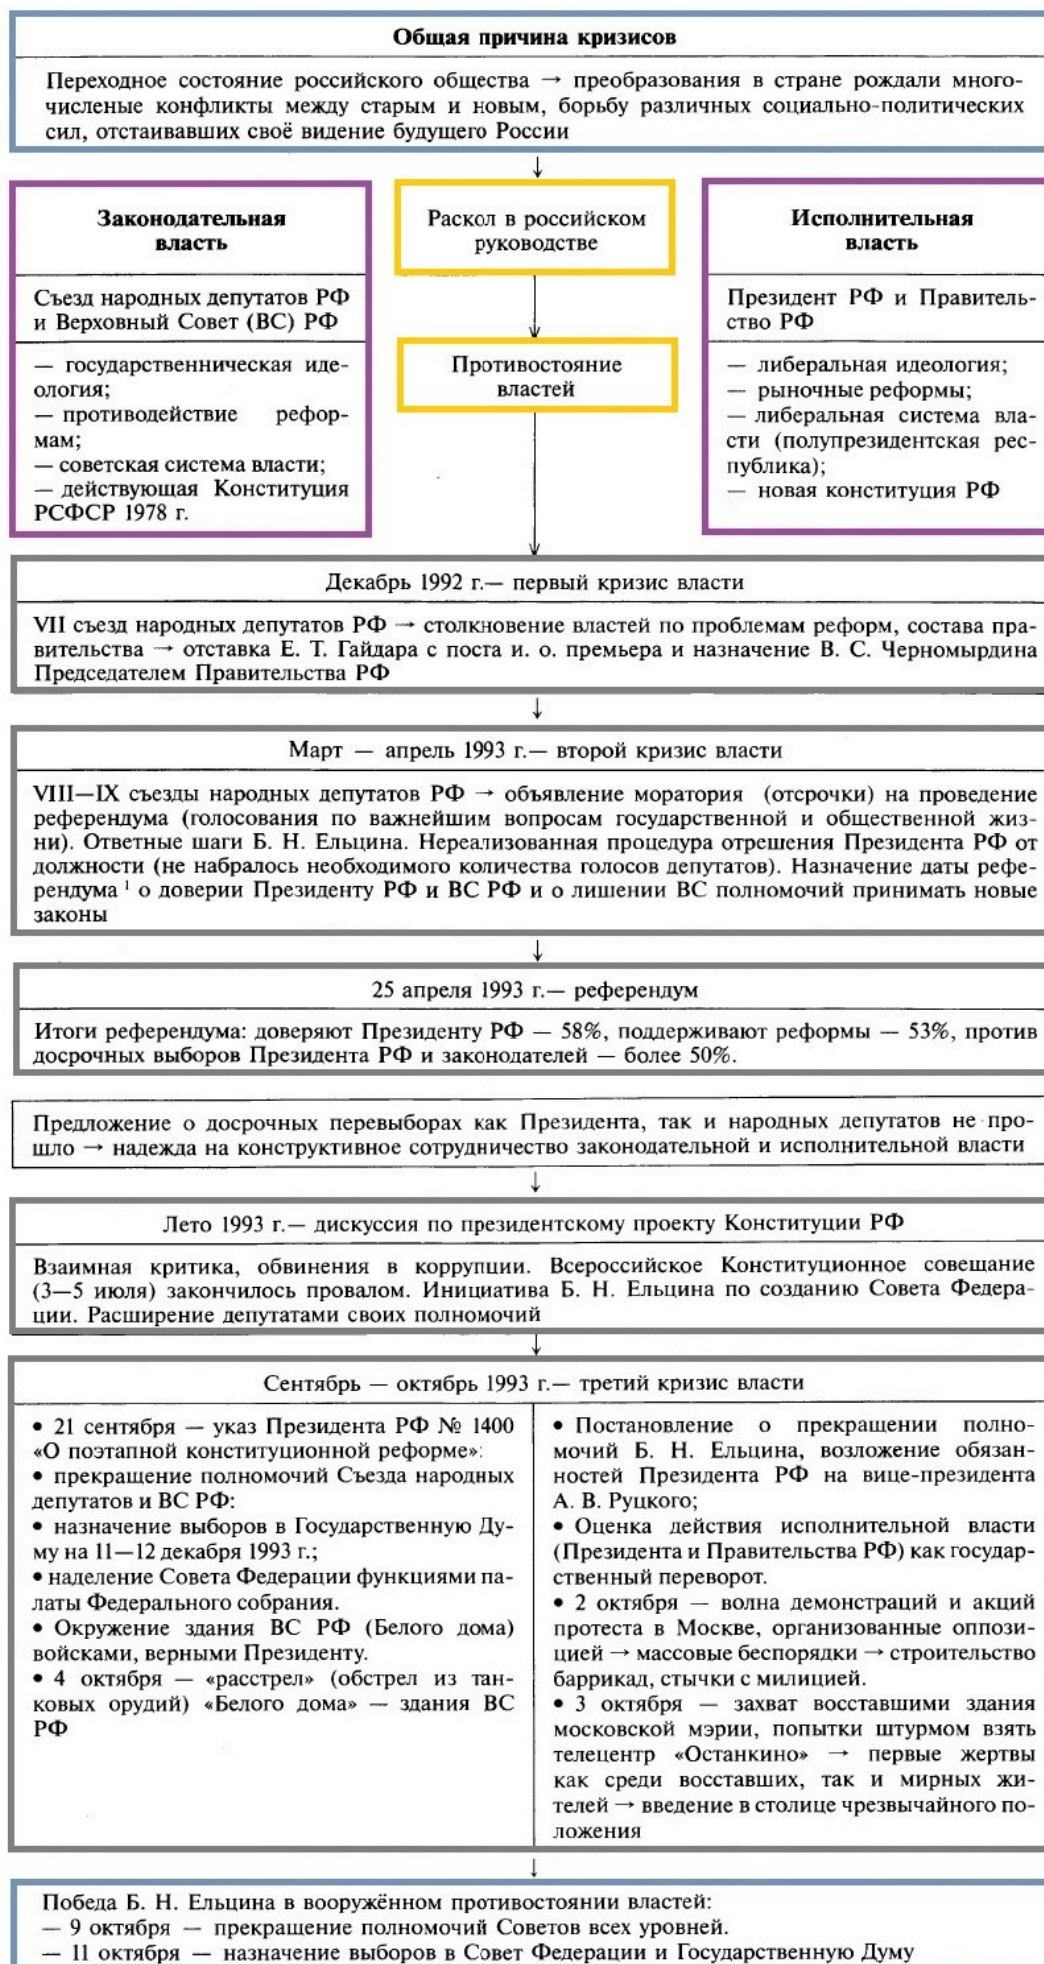 Общая причина кризисов
Переходное состояние российского общества → преобразования в стране рождали много-
численые конфликты между старым и новым, борьбу различных социально-политических
сил, отстаивавших своё видение будущего России
Законодательная
власть
Съезд народных депутатов РФ
и Верховный Совет (ВС) РФ
— государственническая иде-
ология;
— противодействие рефор-
мам;
— советская система власти;
— действующая Конституция
РСФСР 1978 г.
Раскол в российском
руководстве
Противостояние
властей
Исполнительная
власть
Президент РФ и Правитель-
ство РФ
— либеральная идеология;
— рыночные реформы;
— либеральная система вла-
сти (полупрезидентская рес-
публика);
— новая конституция РФ
Декабрь 1992 г.— первый кризис власти
VII съезд народных депутатов РФ → столкновение властей по проблемам реформ, состава пра-
вительства → отставка Е. Т. Гайдара с поста и. о. премьера и назначение В. С. Черномырдина
Председателем Правительства РФ
Март — апрель 1993 г.— второй кризис власти
VIII—IX съезды народных депутатов РФ → объявление моратория (отсрочки) на проведение
референдума (голосования по важнейшим вопросам государственной и общественной жиз-
ни). Ответные шаги Б. Н. Ельцина. Нереализованная процедура отрешения Президента РФ от
должности (не набралось необходимого количества голосов депутатов). Назначение даты рефе-
рендума ¹ о доверии Президенту РФ и ВС РФ и о лишении ВС полномочий принимать новые
законы
25 апреля 1993 г.— референдум
Итоги референдума: доверяют Президенту РФ — 58%, поддерживают реформы — 53%, против
досрочных выборов Президента РФ и законодателей — более 50%.
Предложение о досрочных перевыборах как Президента, так и народных депутатов не про-
шло → надежда на конструктивное сотрудничество законодательной и исполнительной власти
Лето 1993 г.— дискуссия по президентскому проекту Конституции РФ
Взаимная критика, обвинения в коррупции. Всероссийское Конституционное совещание
(3—5 июля) закончилось провалом. Инициатива Б. Н. Ельцина по созданию Совета Федера-
ции. Расширение депутатами своих полномочий
Сентябрь — октябрь 1993 г.— третий кризис власти
• 21 сентября — указ Президента РФ № 1400
«О поэтапной конституционной реформе»:
• прекращение полномочий Съезда народных
депутатов и ВС РФ:
• назначение выборов в Государственную Ду-
му на 11—12 декабря 1993 г.;
• наделение Совета Федерации функциями па-
латы Федерального собрания.
• Окружение здания ВС РФ (Белого дома)
войсками, верными Президенту.
• 4 октября — «расстрел» (обстрел из тан-
ковых орудий) «Белого дома» — здания ВС
РФ
• Постановление о прекращении полно-
мочий Б. Н. Ельцина, возложение обязан-
ностей Президента РФ на вице-президента
А. В. Руцкого;
• Оценка действия исполнительной власти
(Президента и Правительства РФ) как государ-
ственный переворот.
• 2 октября — волна демонстраций и акций
протеста в Москве, организованные оппози-
цией → массовые беспорядки → строительство
баррикад, стычки с милицией.
• 3 октября — захват восставшими здания
московской мэрии, попытки штурмом взять
телецентр «Останкино» → первые жертвы
как среди восставших, так и мирных жи-
телей → введение в столице чрезвычайного по-
ложения
Победа Б. Н. Ельцина в вооружённом противостоянии властей:
— 9 октября — прекращение полномочий Советов всех уровней.
— 11 октября — назначение выборов в Совет Федерации и Государственную Думу